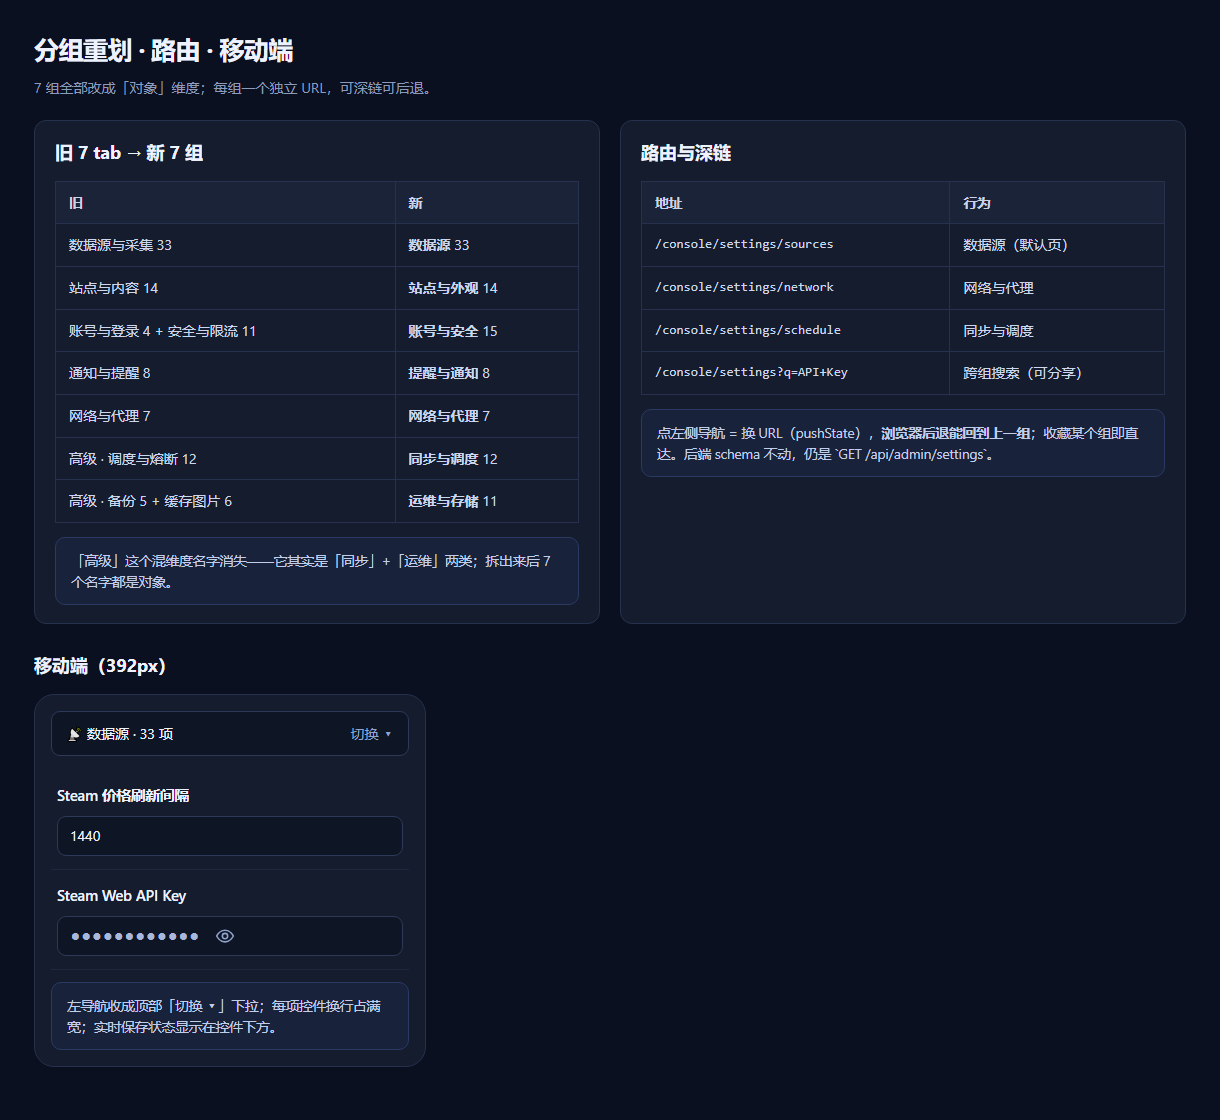 分组重划 · 路由 · 移动端
7 组全部改成「对象」维度；每组一个独立 URL，可深链可后退。
旧 7 tab → 新 7 组
旧 新
数据源与采集 33 数据源 33
站点与内容 14 站点与外观 14
账号与登录 4 + 安全与限流 11 账号与安全 15
通知与提醒 8 提醒与通知 8
网络与代理 7 网络与代理 7
高级 · 调度与熔断 12 同步与调度 12
高级 · 备份 5 + 缓存图片 6 运维与存储 11
「高级」这个混维度名字消失——它其实是「同步」+「运维」两类；拆出来后 7
个名字都是对象。
路由与深链
地址 行为
/console/settings/sources 数据源（默认页）
/console/settings/network 网络与代理
/console/settings/schedule 同步与调度
/console/settings?q=API+Key 跨组搜索（可分享）
点左侧导航 = 换 URL（pushState），浏览器后退能回到上一组；收藏某个组即直
达。后端 schema 不动，仍是 `GET /api/admin/settings`。
移动端（392px）
数据源 · 33 项 切换 ▾
Steam 价格刷新间隔
1440
Steam Web API Key
●●●●●●●●●●●●
左导航收成顶部「切换 ▾」下拉；每项控件换行占满
宽；实时保存状态显示在控件下方。